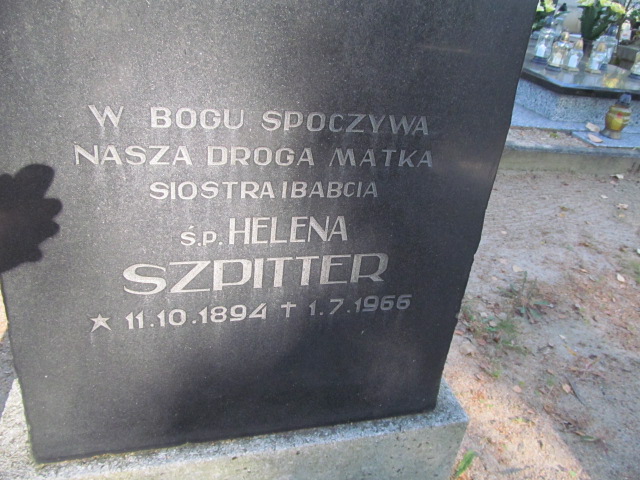 W BOGU SPOCZYWA
NASZA DROGA MATKA
SIOSTRA I BABCIA
Ś.P. HELENA
SZPITTER
★ 11.10.1894 † 1.7.1966